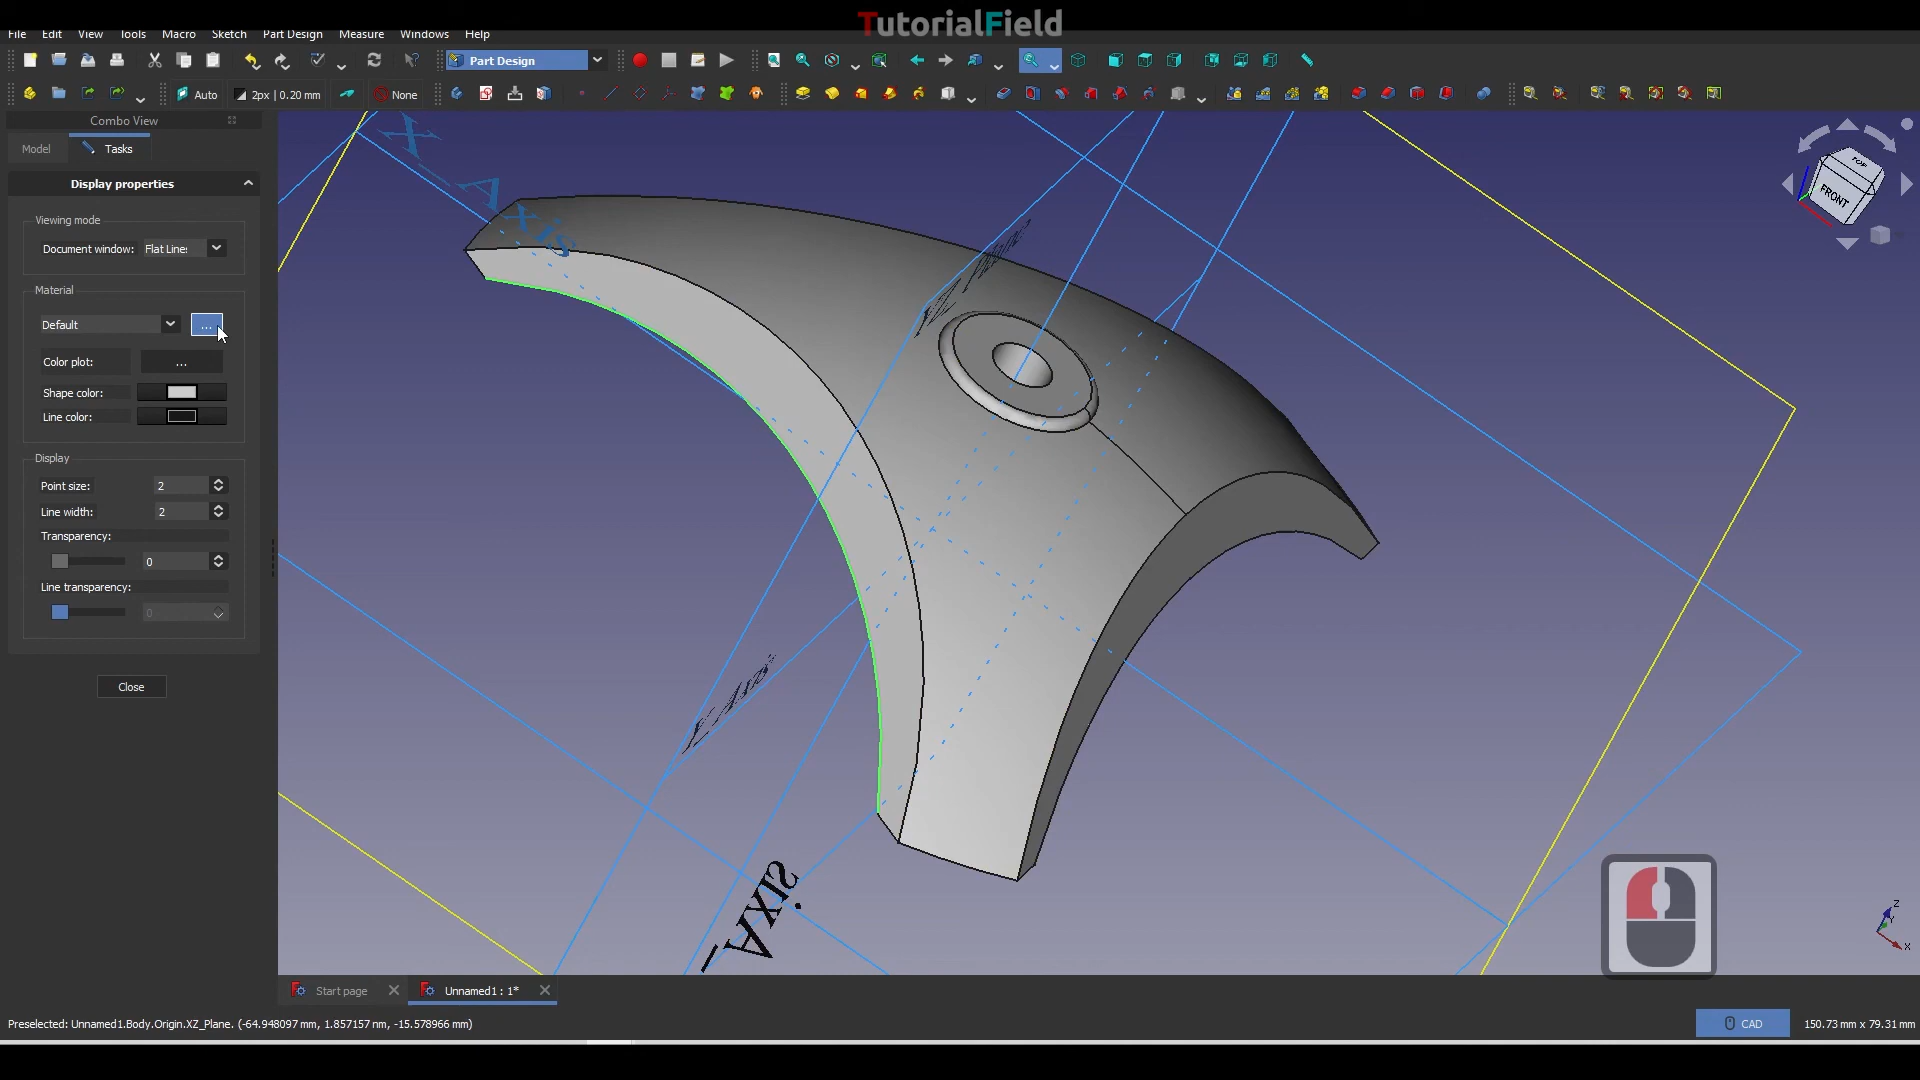 TutorialField
File Edit View Tools Macro Sketch Part Design Measure Windows Help
Part Design
Auto 2px | 0.20 mm None
Combo View
Model Tasks
Display properties
Viewing mode
Document window: Flat Lines
Material
Default ...
Color plot: ...
Shape color:
Line color:
Display
Point size: 2
Line width: 2
Transparency:
0
Line transparency:
0
Close
X_Axis
TOP
FRONT
Z
Y
X
Start page Unnamed1 : 1*
Preselected: Unnamed1.Body.Origin.XZ_Plane. (-64.948097 mm, 1.857157 nm, -15.578966 mm)
CAD 150.73 mm x 79.31 mm